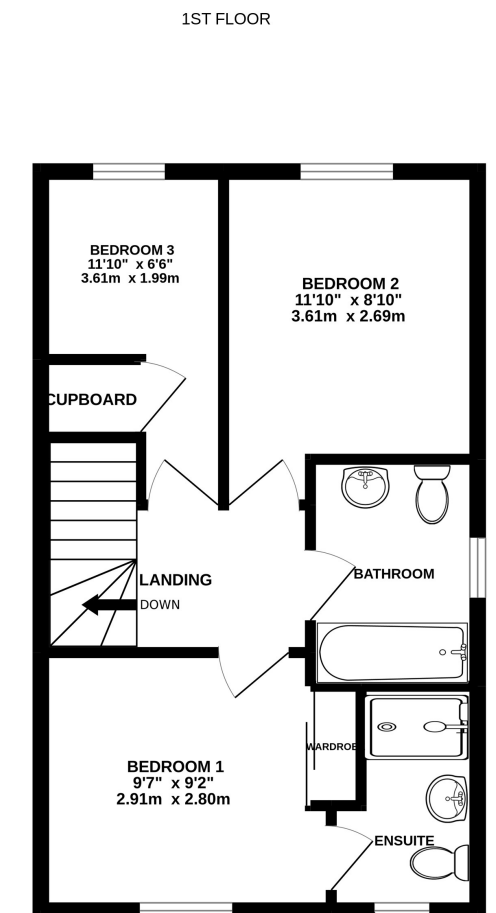 1ST FLOOR
BEDROOM 3
11'10" x 6'6"
3.61m x 1.99m
BEDROOM 2
11'10" x 8'10"
3.61m x 2.69m
CUPBOARD
BATHROOM
LANDING
DOWN
WARDROBE
BEDROOM 1
9'7" x 9'2"
2.91m x 2.80m
ENSUITE